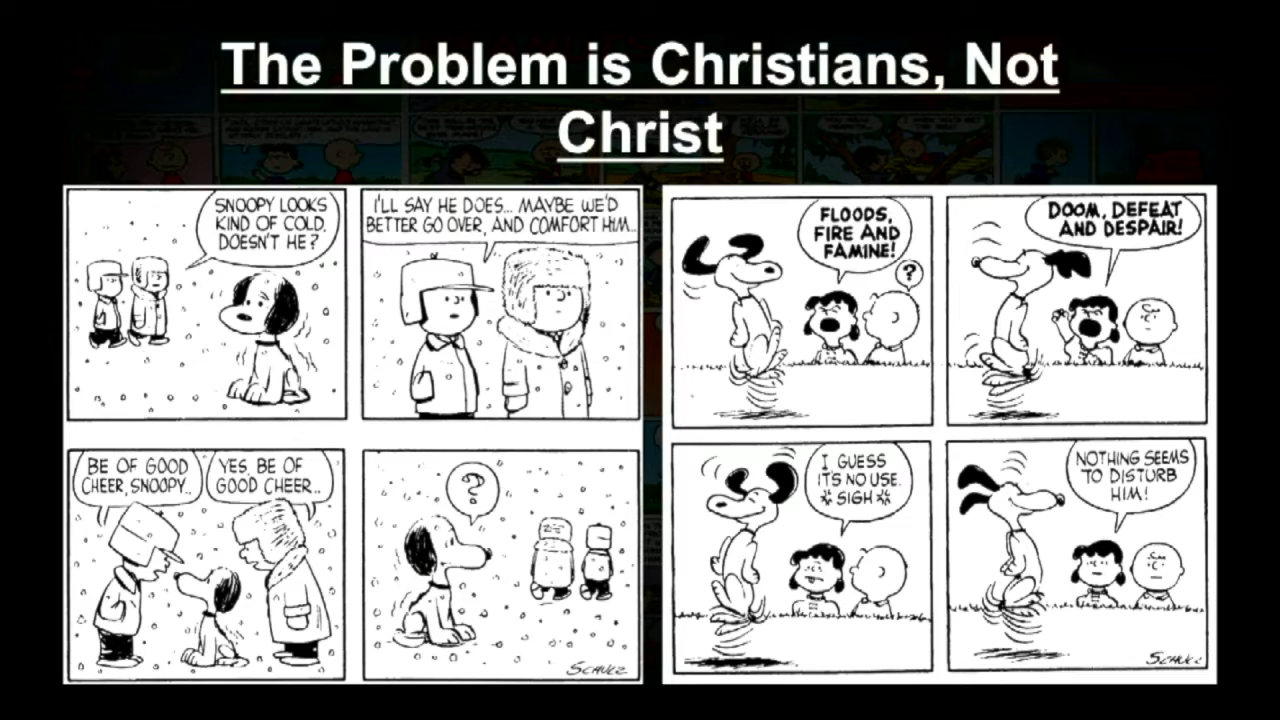 The Problem is Christians, Not
Christ
SNOOPY LOOKS
KIND OF COLD,
DOESN'T HE?
I'LL SAY HE DOES... MAYBE WE'D
BETTER GO OVER, AND COMFORT HIM..
BE OF GOOD
CHEER, SNOOPY..
YES, BE OF
GOOD CHEER..
?
SCHULZ
FLOODS,
FIRE AND
FAMINE!
?
DOOM, DEFEAT
AND DESPAIR!
I GUESS
IT'S NO USE.
*SIGH*
NOTHING SEEMS
TO DISTURB
HIM!
SCHULZ